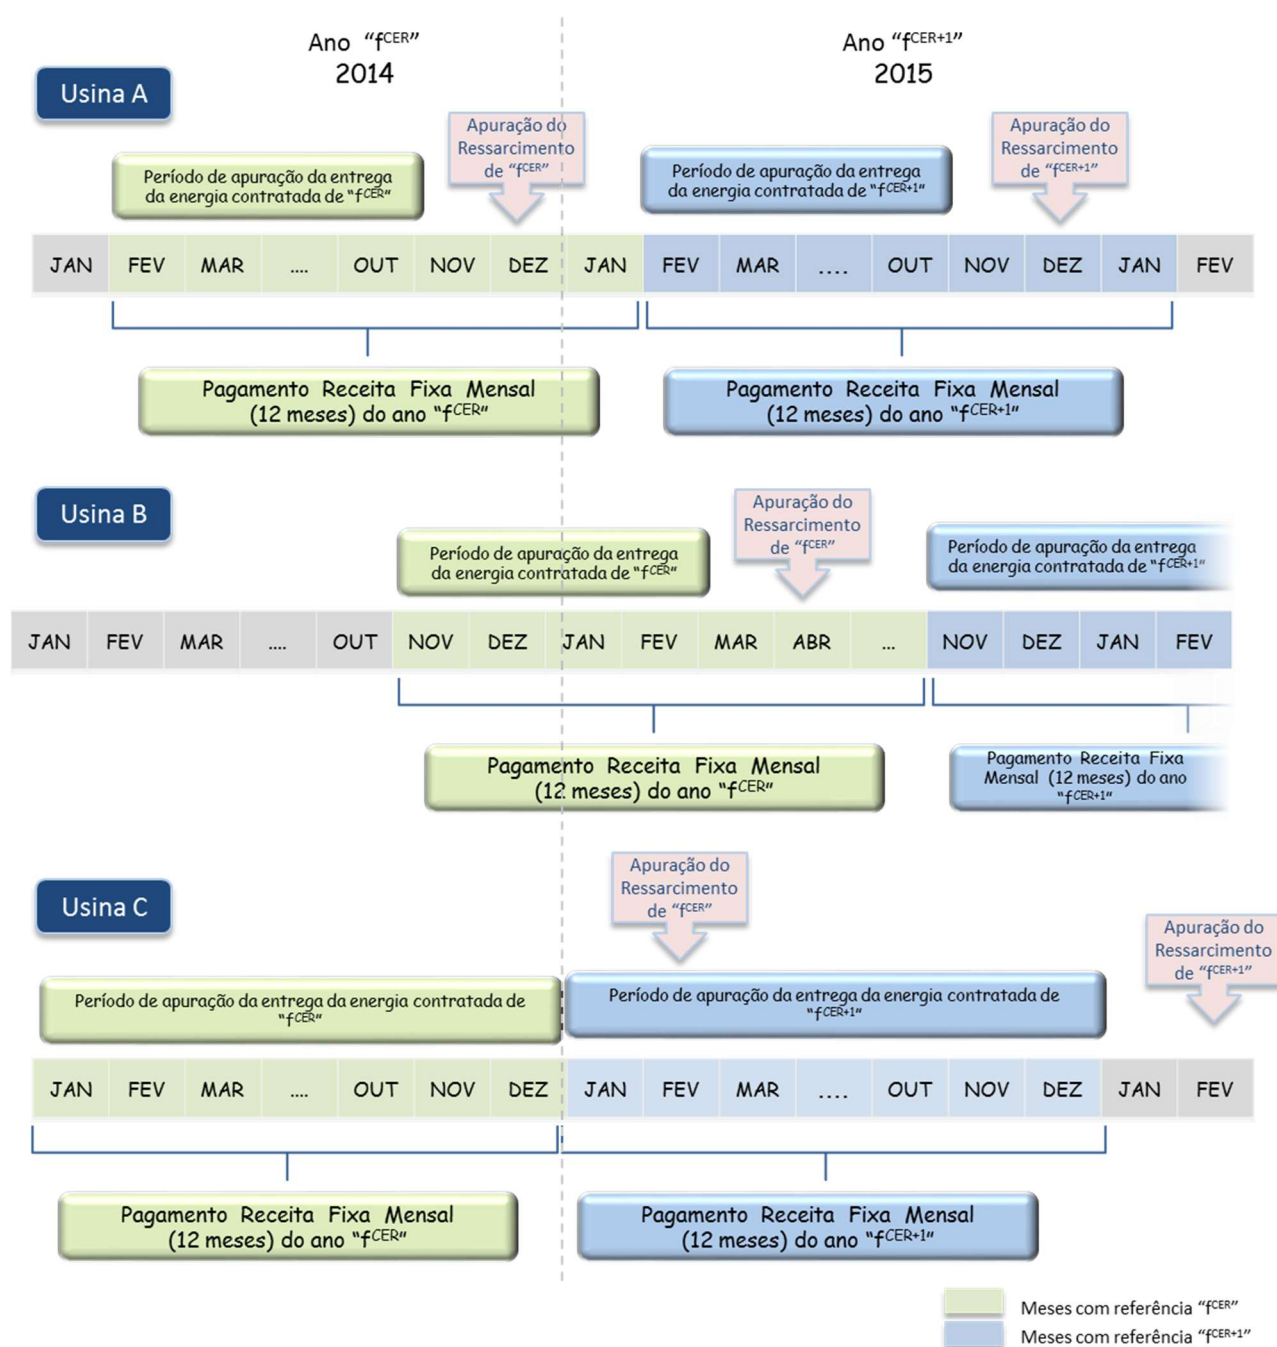 Ano “fCER”
2014
Ano “fCER+1”
2015
Usina A
Apuração do
Ressarcimento
de “fCER”
Apuração do
Ressarcimento
de “fCER+1”
Período de apuração da entrega
da energia contratada de “fCER”
Período de apuração da entrega
da energia contratada de “fCER+1”
JAN FEV MAR .... OUT NOV DEZ JAN FEV MAR .... OUT NOV DEZ JAN FEV
Pagamento Receita Fixa Mensal
(12 meses) do ano “fCER”
Pagamento Receita Fixa Mensal
(12 meses) do ano “fCER+1”
Usina B
Apuração do
Ressarcimento
de “fCER”
Período de apuração da entrega
da energia contratada de “fCER”
Período de apuração da entrega
da energia contratada de “fCER+1”
JAN FEV MAR .... OUT NOV DEZ JAN FEV MAR ABR ... NOV DEZ JAN FEV
Pagamento Receita Fixa Mensal
(12 meses) do ano “fCER”
Pagamento Receita Fixa
Mensal (12 meses) do ano
“fCER+1”
Usina C
Apuração do
Ressarcimento
de “fCER”
Apuração do
Ressarcimento
de “fCER+1”
Período de apuração da entrega da energia contratada de
“fCER”
Período de apuração da entrega da energia contratada de
“fCER+1”
JAN FEV MAR .... OUT NOV DEZ JAN FEV MAR .... OUT NOV DEZ JAN FEV
Pagamento Receita Fixa Mensal
(12 meses) do ano “fCER”
Pagamento Receita Fixa Mensal
(12 meses) do ano “fCER+1”
Meses com referência “fCER”
Meses com referência “fCER+1”